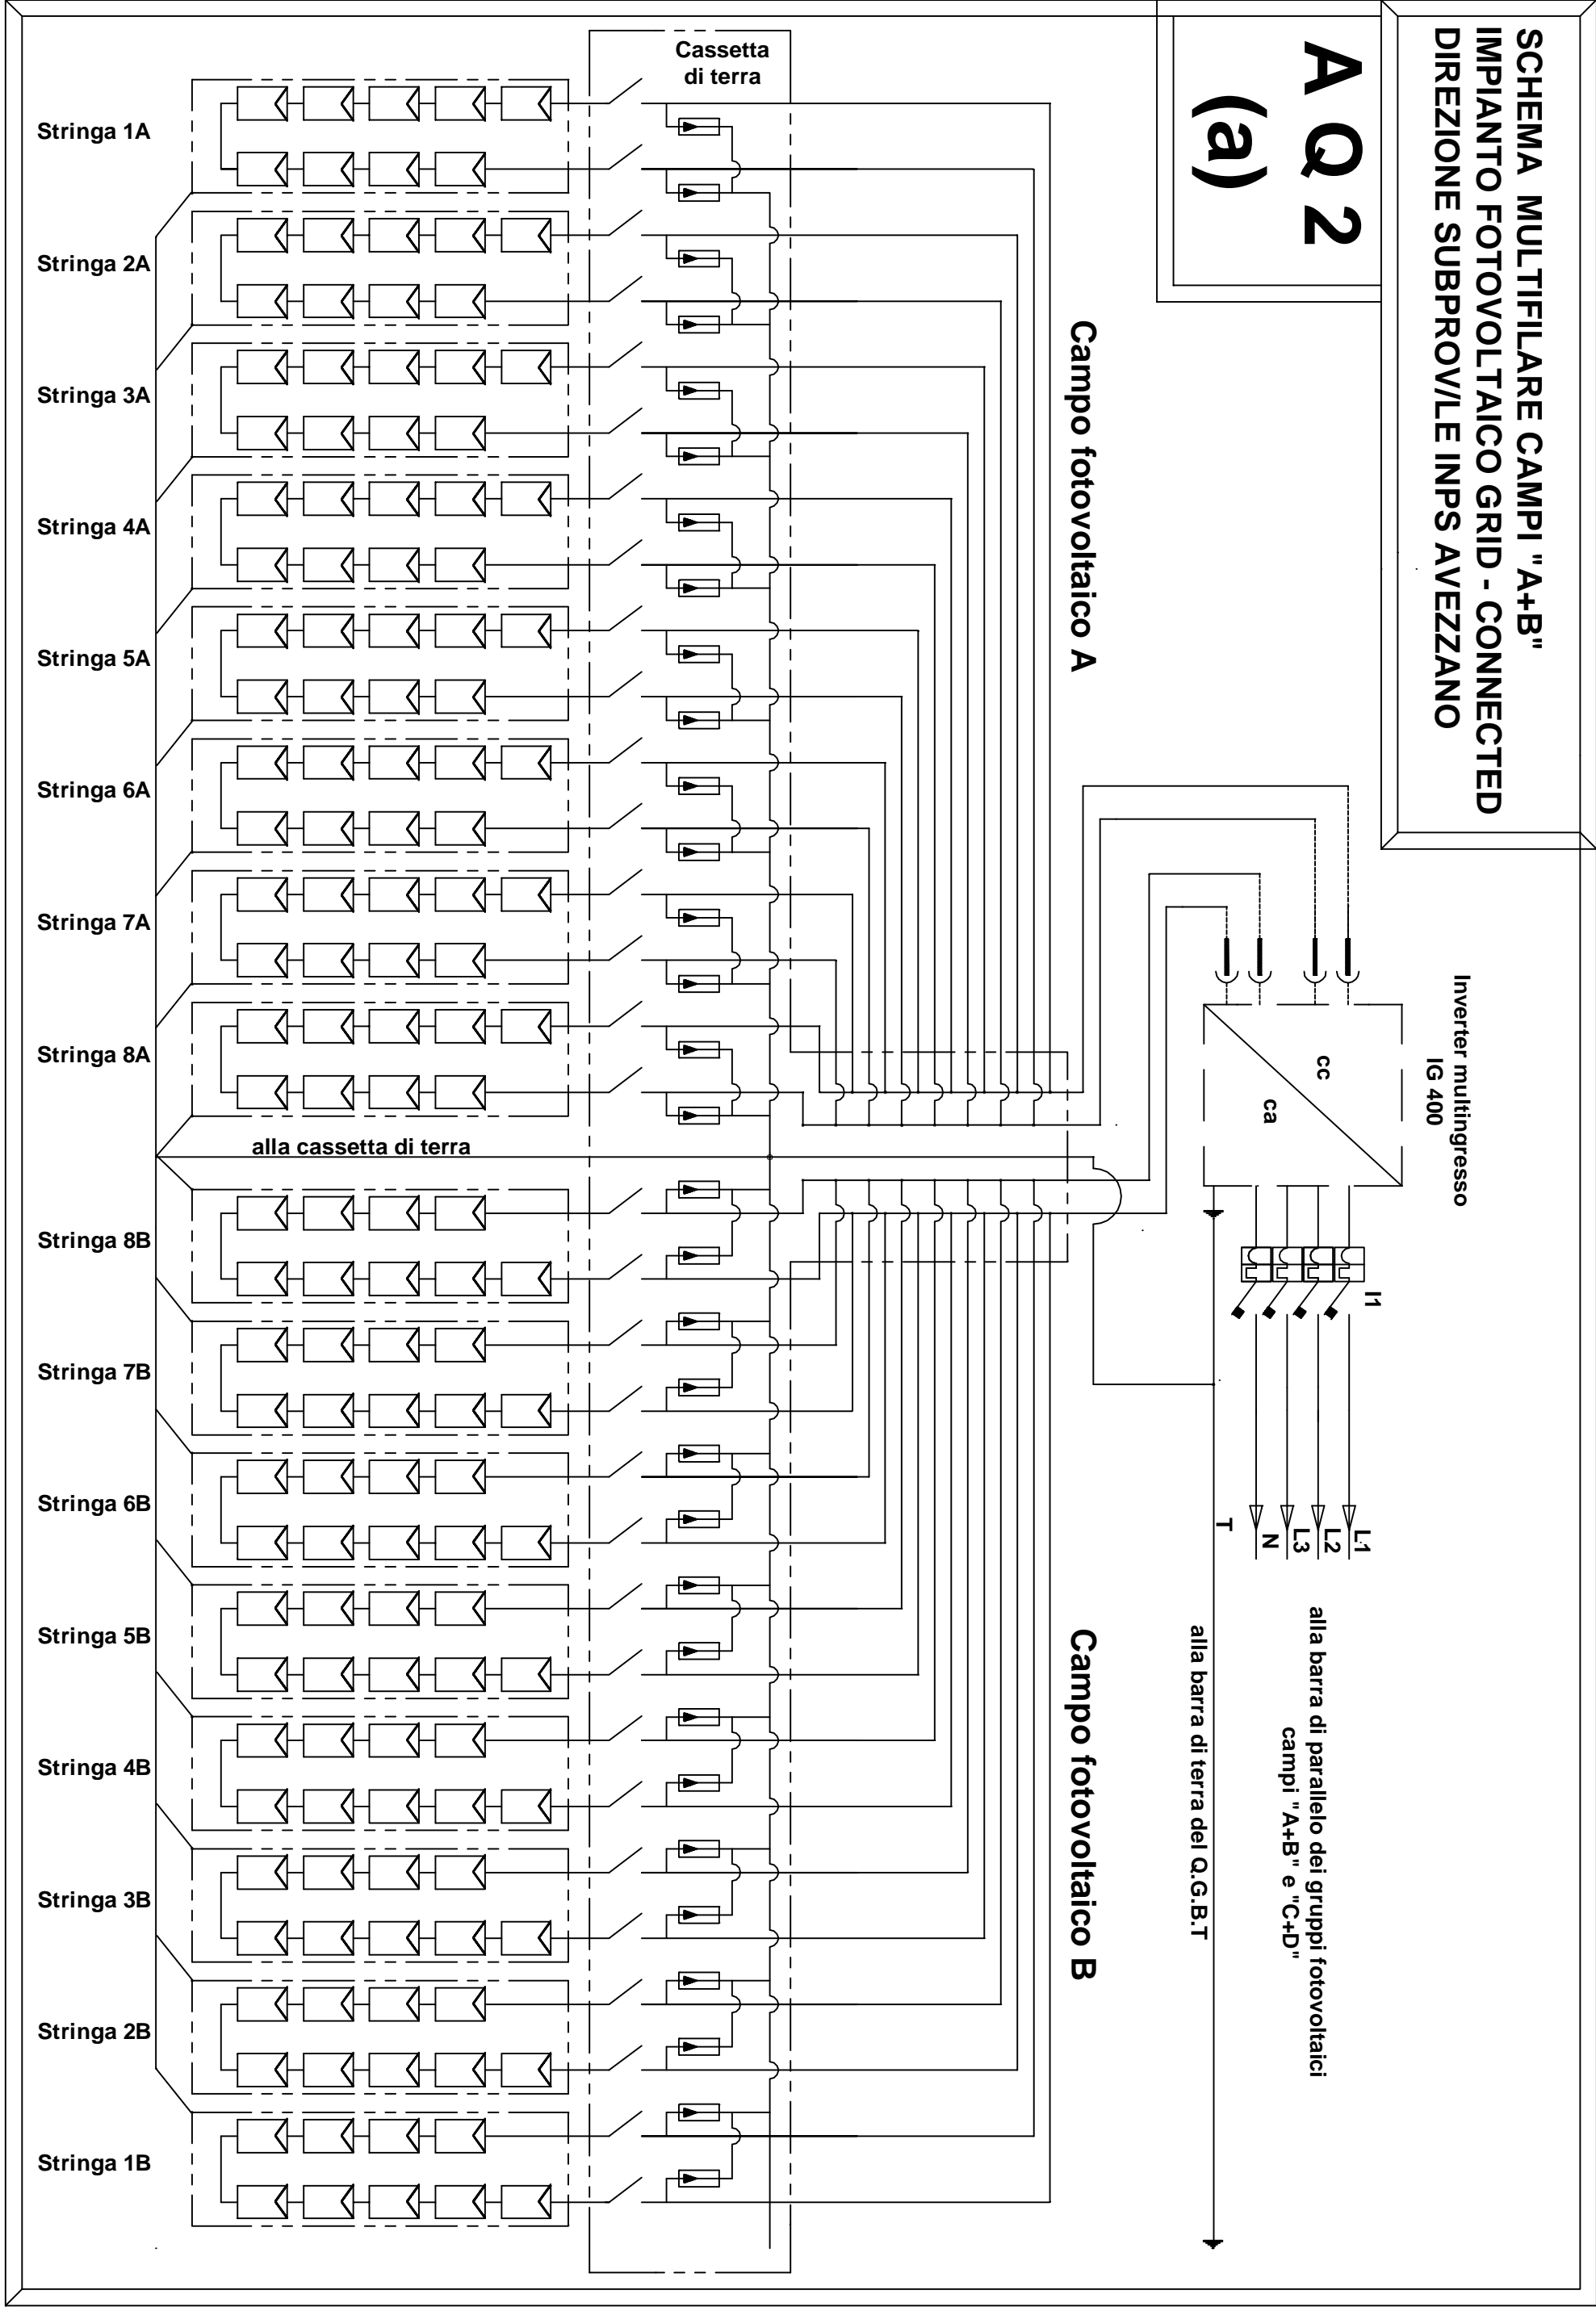 SCHEMA MULTIFILARE CAMPI "A+B"
IMPIANTO FOTOVOLTAICO GRID - CONNECTED
DIREZIONE SUBPROV/LE INPS AVEZZANO
A Q 2
(a)
Cassetta
di terra
Stringa 1A
Stringa 2A
Stringa 3A
Stringa 4A
Stringa 5A
Stringa 6A
Stringa 7A
Stringa 8A
alla cassetta di terra
Stringa 8B
Stringa 7B
Stringa 6B
Stringa 5B
Stringa 4B
Stringa 3B
Stringa 2B
Stringa 1B
Campo fotovoltaico A
Campo fotovoltaico B
Inverter multingresso
IG 400
cc
ca
I1
L1
L2
L3
N
T
alla barra di parallelo dei gruppi fotovoltaici
campi "A+B" e "C+D"
alla barra di terra del Q.G.B.T